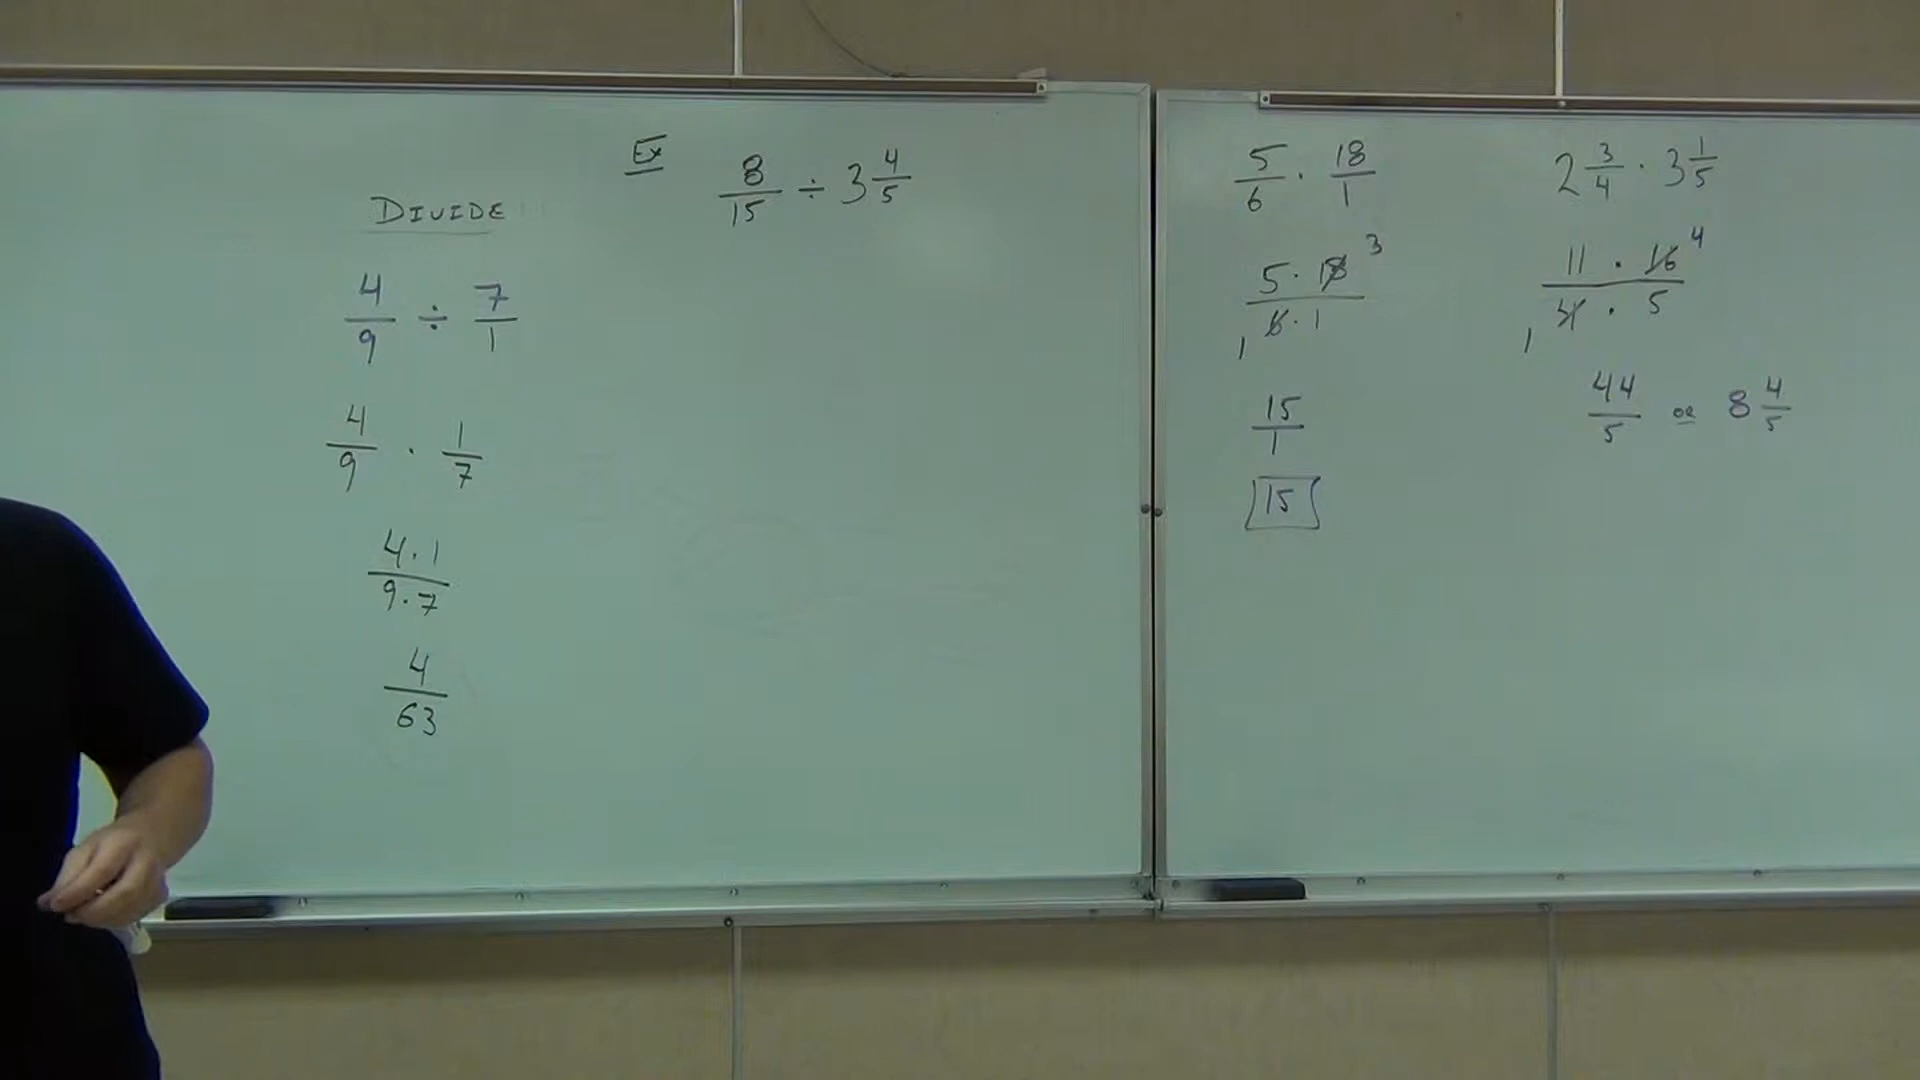 Ex 8/15 ÷ 3 4/5
DIVIDE
4/9 ÷ 7/1
4/9 · 1/7
4·1/9·7
4/63
5/6 · 18/1
5·18 3/6·1 1
15/1
15
2 3/4 · 3 1/5
11 · 16 4/4 · 5 1
44/5 or 8 4/5